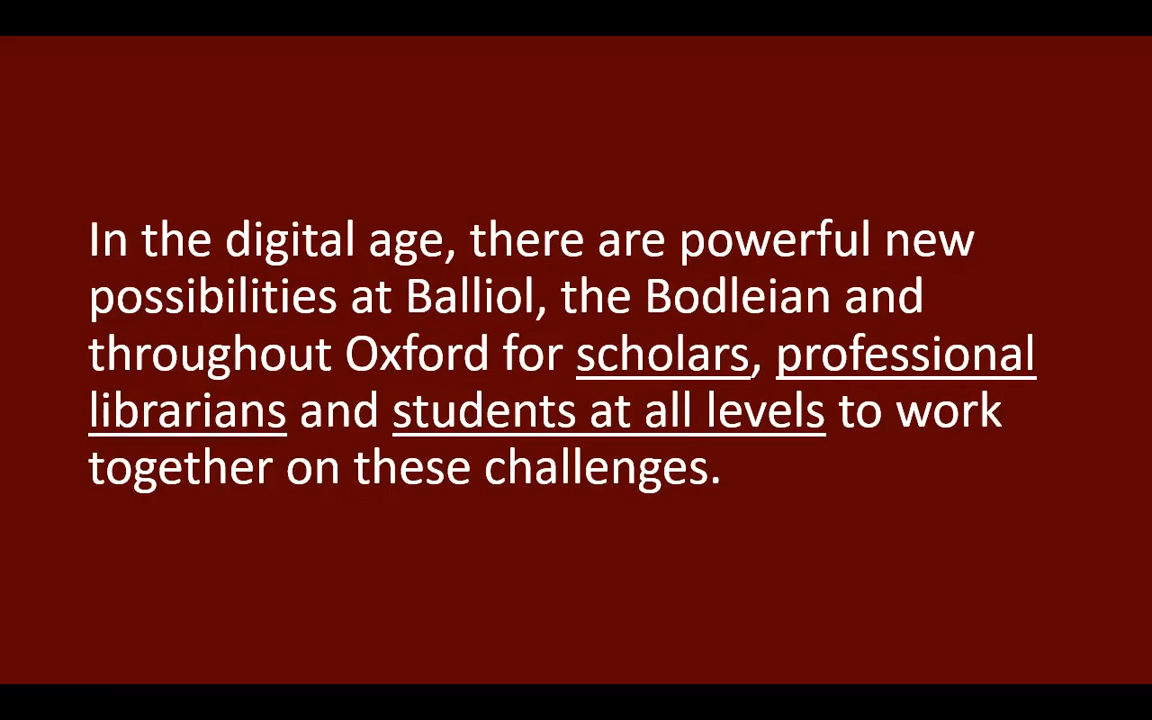 In the digital age, there are powerful new
possibilities at Balliol, the Bodleian and
throughout Oxford for scholars, professional
librarians and students at all levels to work
together on these challenges.